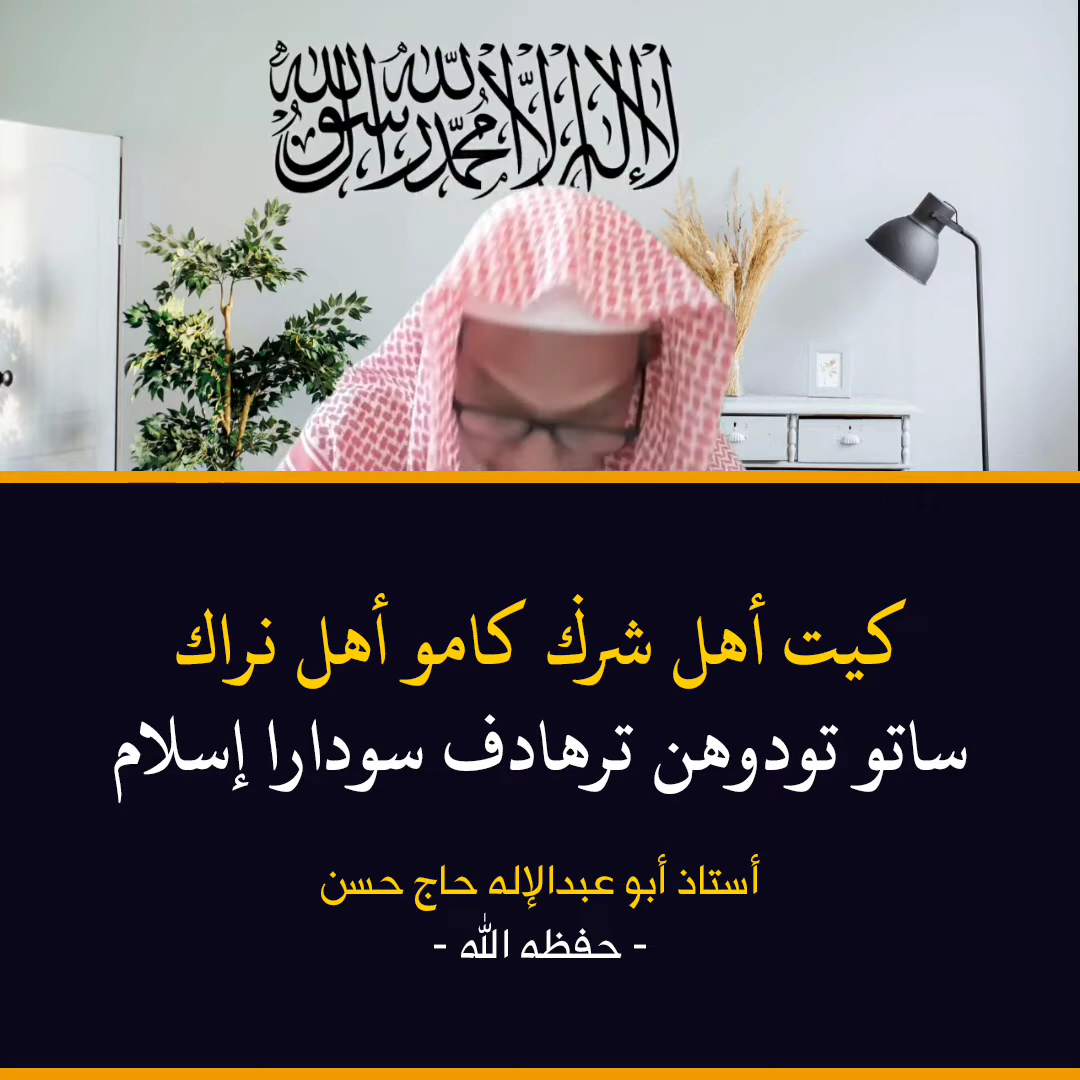 لا إله إلا الله محمد رسول الله
كيت أهل شرݢ كامو أهل نراك
ساتو تودوهن ترهادف سودارا إسلام
أستاذ أبو عبدالإله حاج حسن
- حفظه الله -